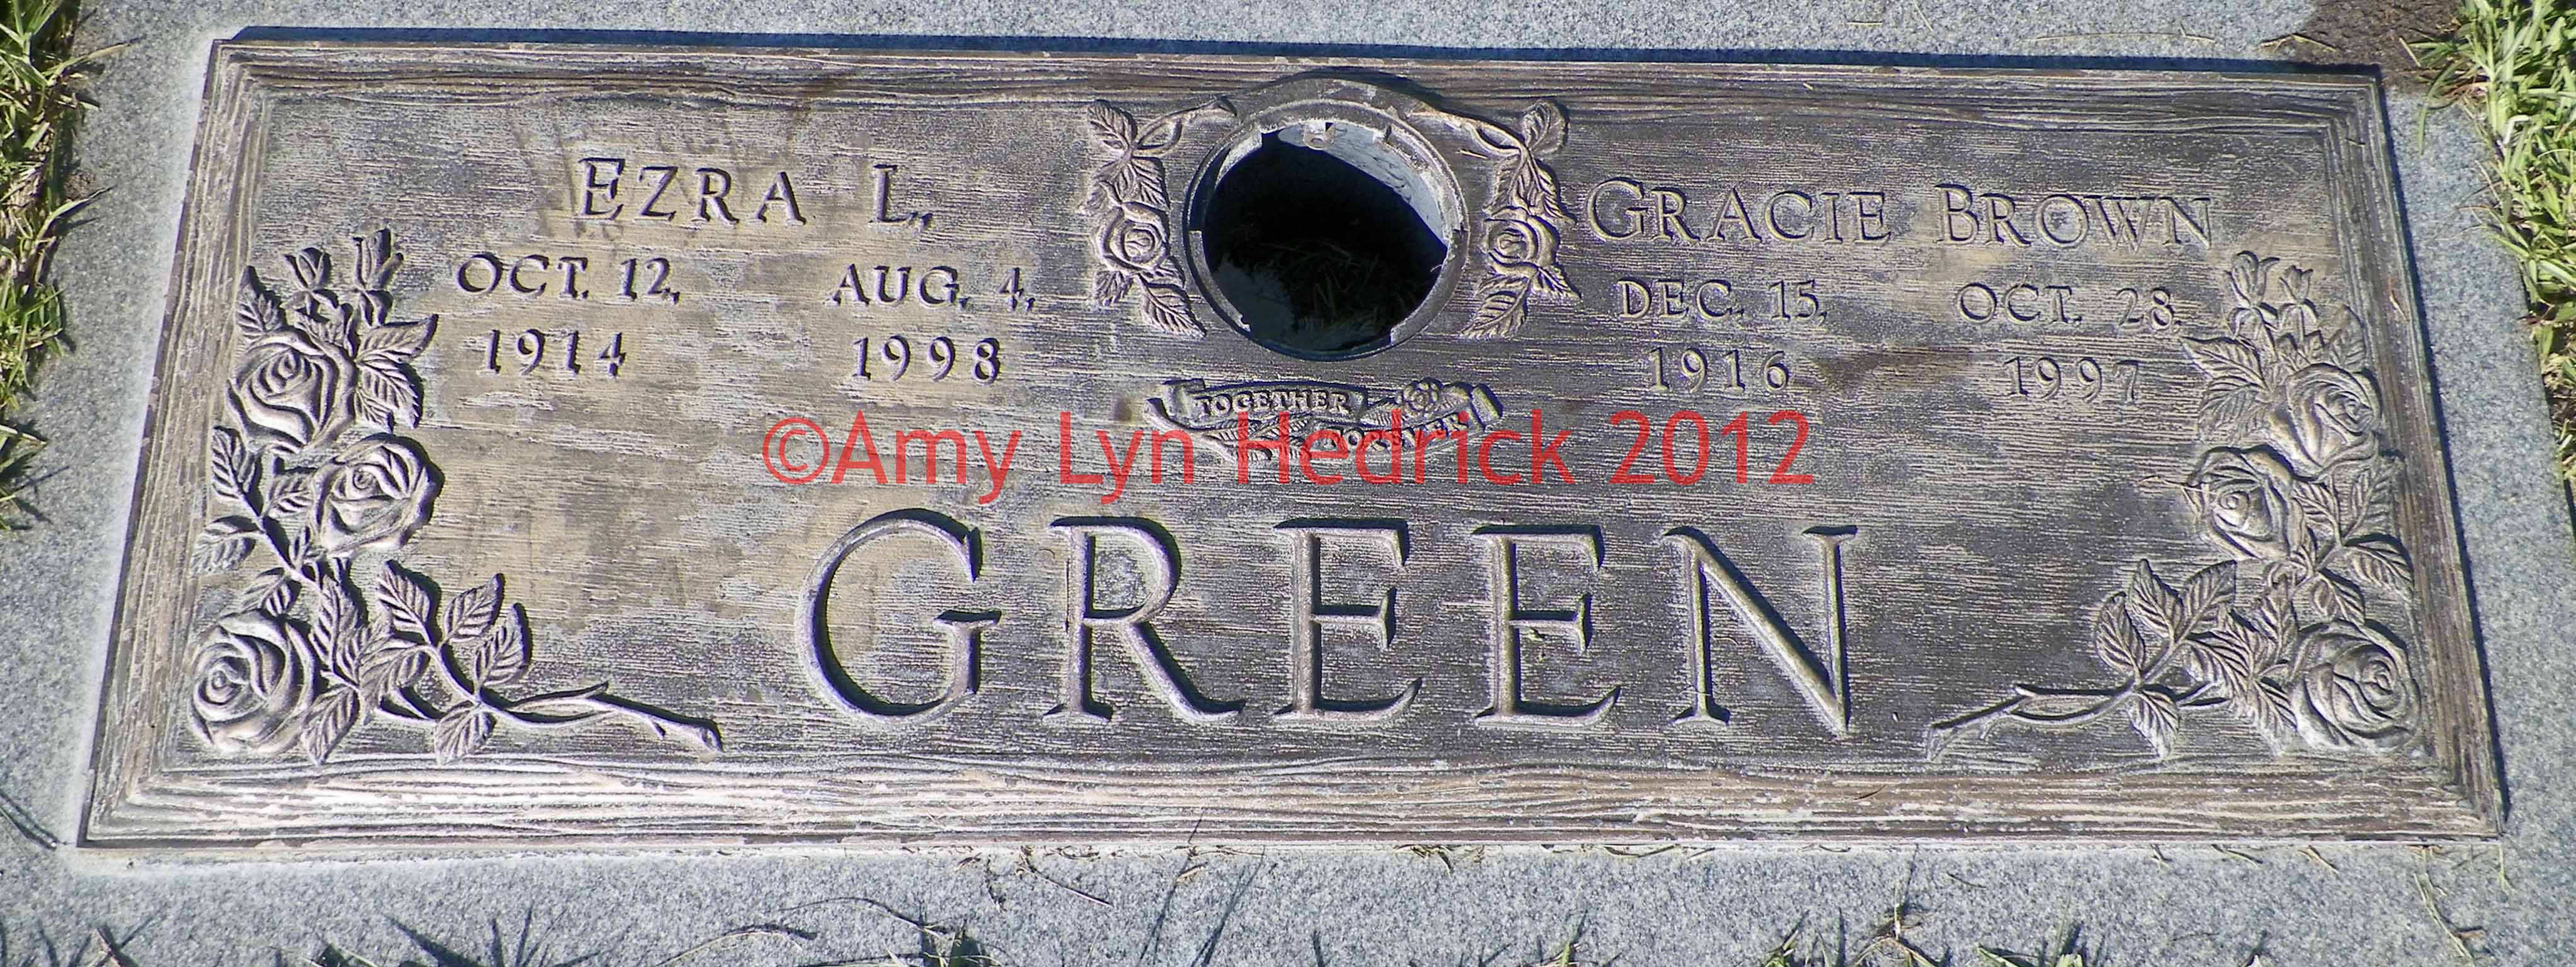 EZRA L.
OCT. 12, AUG. 4,
1914 1998
GRACIE BROWN
DEC. 15, OCT. 28,
1916 1997
TOGETHER
FOREVER
©Amy Lyn Hedrick 2012
GREEN